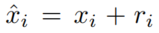 x̂ᵢ = xᵢ + rᵢ